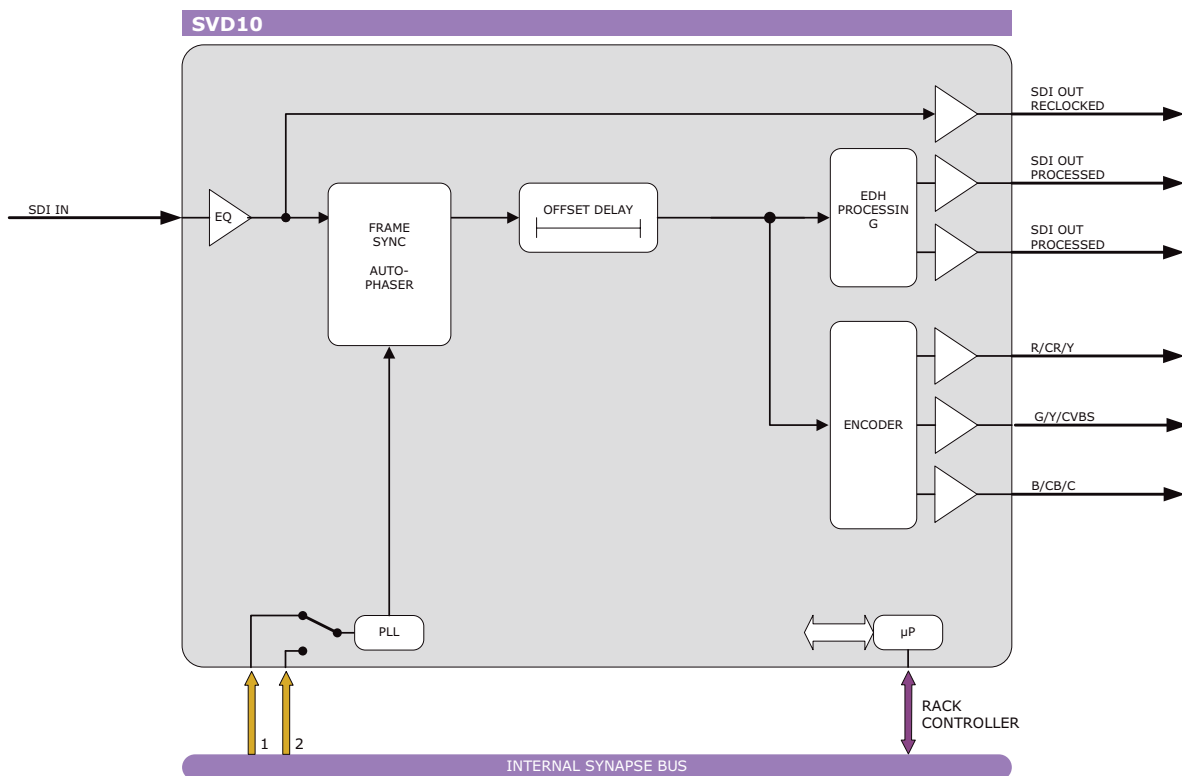 SVD10
SDI OUT
RECLOCKED
SDI OUT
PROCESSED
SDI OUT
PROCESSED
SDI IN
EQ
FRAME
SYNC
AUTO-
PHASER
OFFSET DELAY
EDH
PROCESSIN
G
R/CR/Y
ENCODER
G/Y/CVBS
B/CB/C
PLL
µP
1
2
RACK
CONTROLLER
INTERNAL SYNAPSE BUS